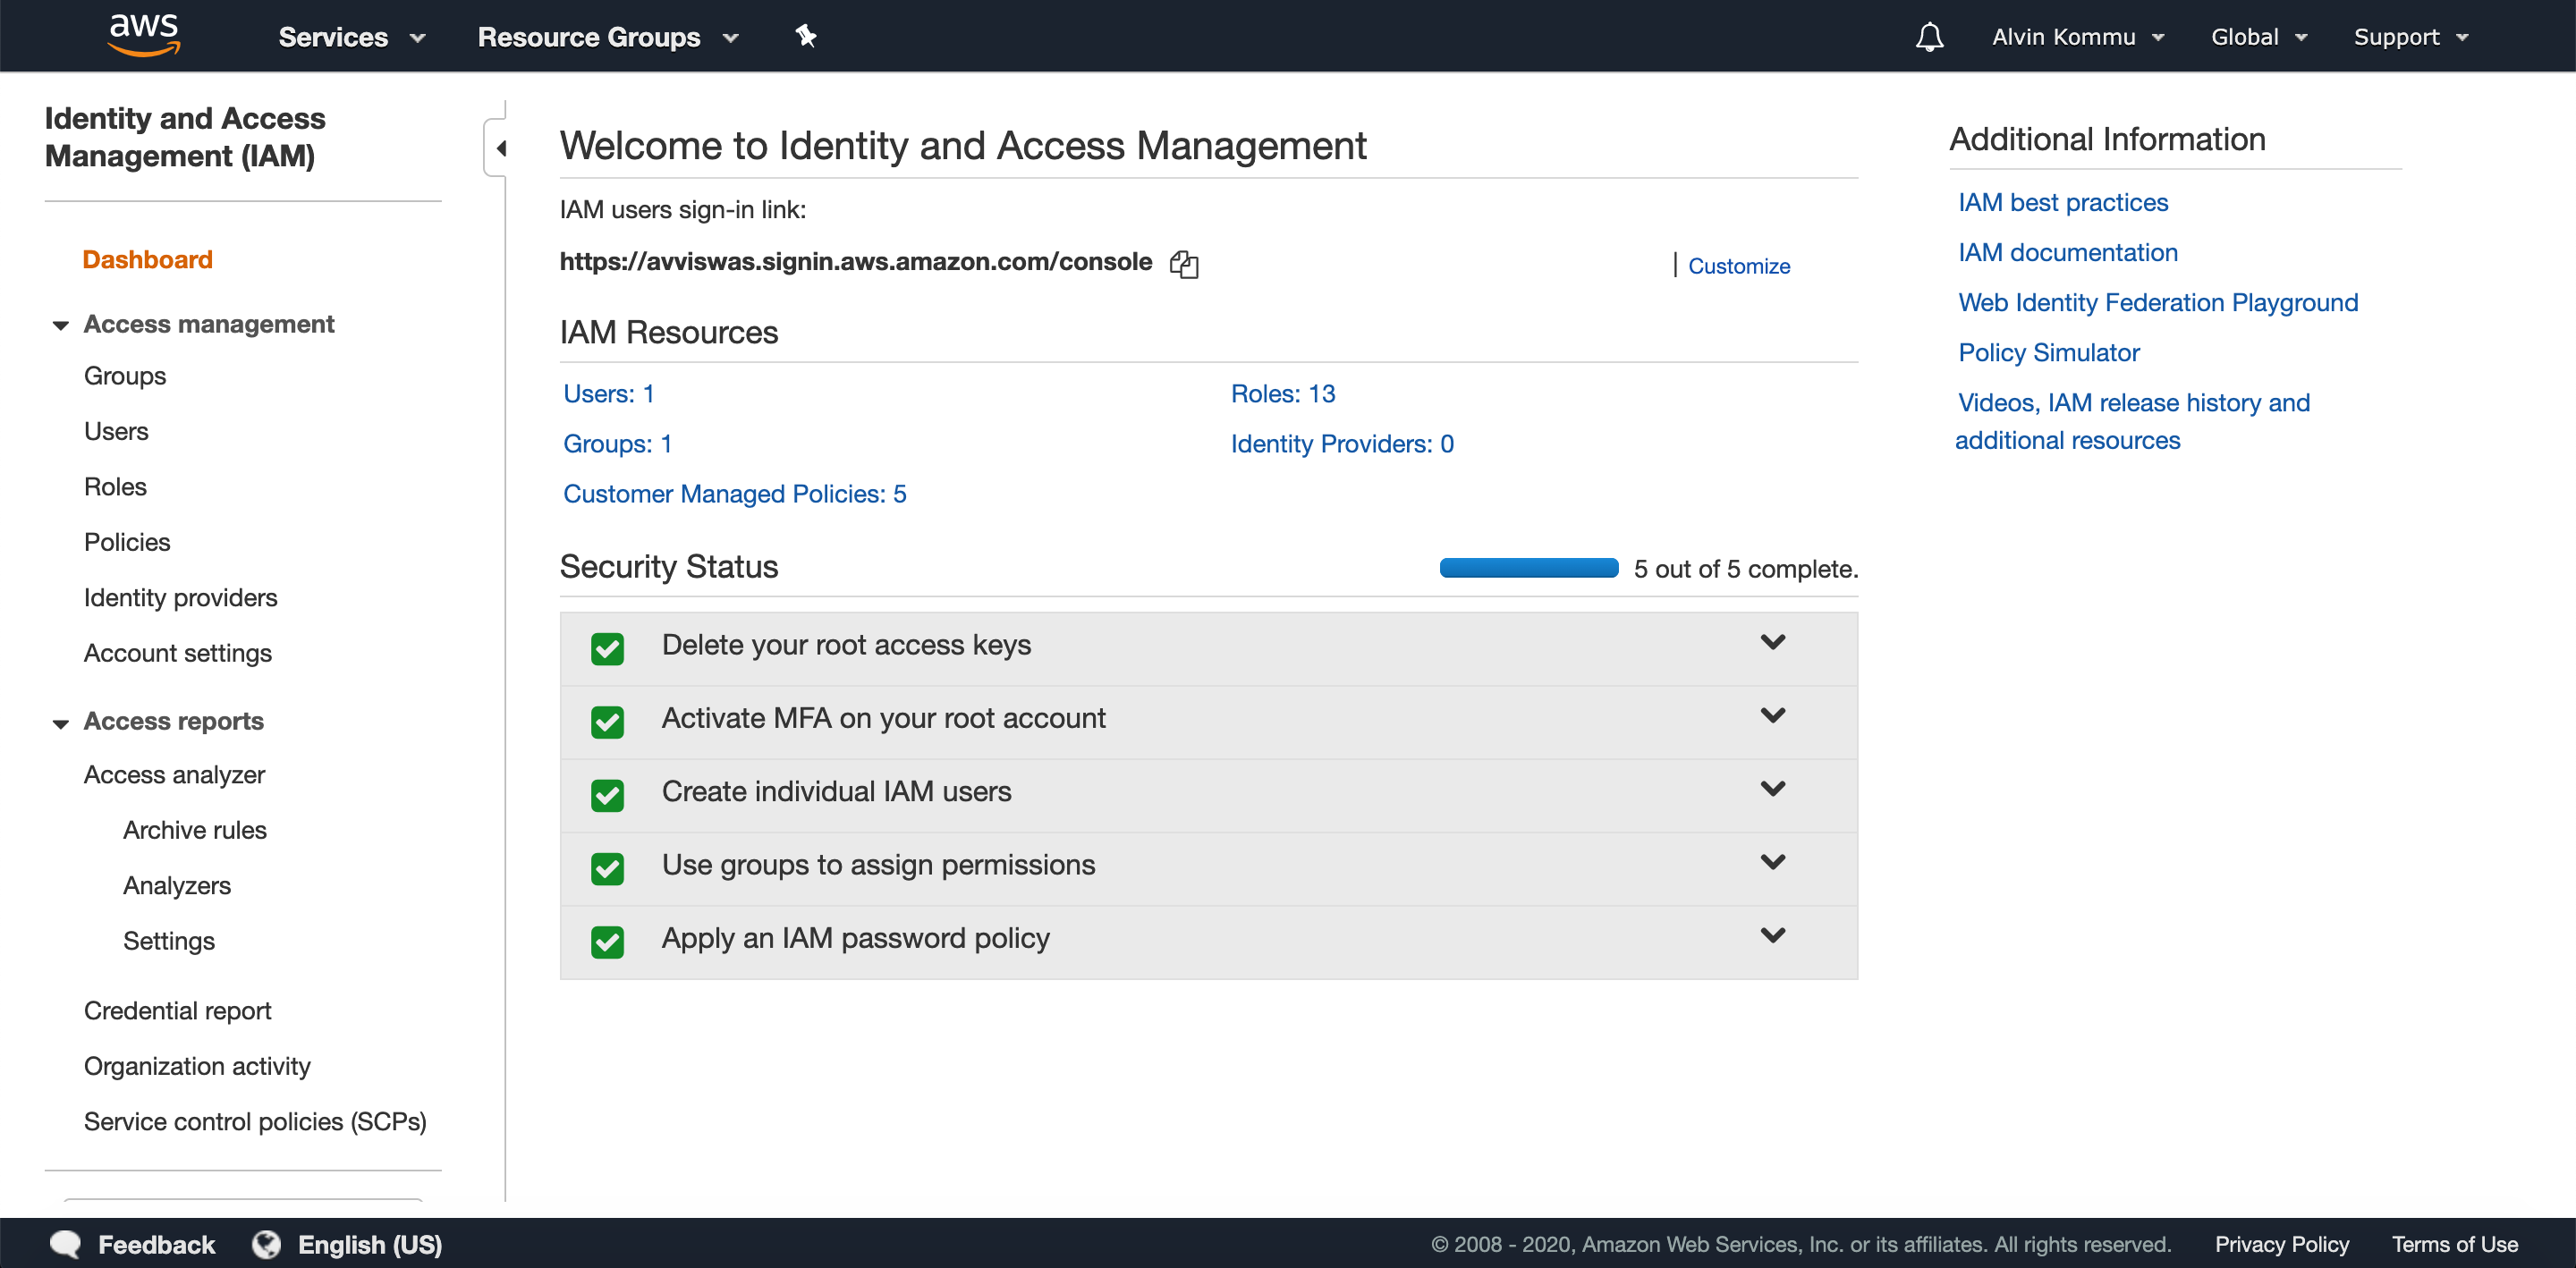 aws
Services
Resource Groups
Alvin Kommu
Global
Support
Identity and Access
Management (IAM)
Dashboard
Access management
Groups
Users
Roles
Policies
Identity providers
Account settings
Access reports
Access analyzer
Archive rules
Analyzers
Settings
Credential report
Organization activity
Service control policies (SCPs)
Welcome to Identity and Access Management
IAM users sign-in link:
https://avviswas.signin.aws.amazon.com/console
| Customize
IAM Resources
Users: 1
Roles: 13
Groups: 1
Identity Providers: 0
Customer Managed Policies: 5
Security Status
5 out of 5 complete.
Delete your root access keys
Activate MFA on your root account
Create individual IAM users
Use groups to assign permissions
Apply an IAM password policy
Additional Information
IAM best practices
IAM documentation
Web Identity Federation Playground
Policy Simulator
Videos, IAM release history and
additional resources
Feedback
English (US)
© 2008 - 2020, Amazon Web Services, Inc. or its affiliates. All rights reserved.
Privacy Policy
Terms of Use